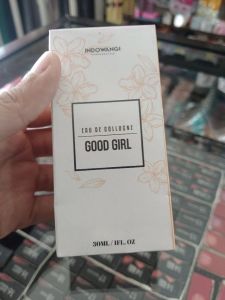 INDOWANGI
EAU DE COLLOGNE
GOOD GIRL
30ML / 1FL. OZ